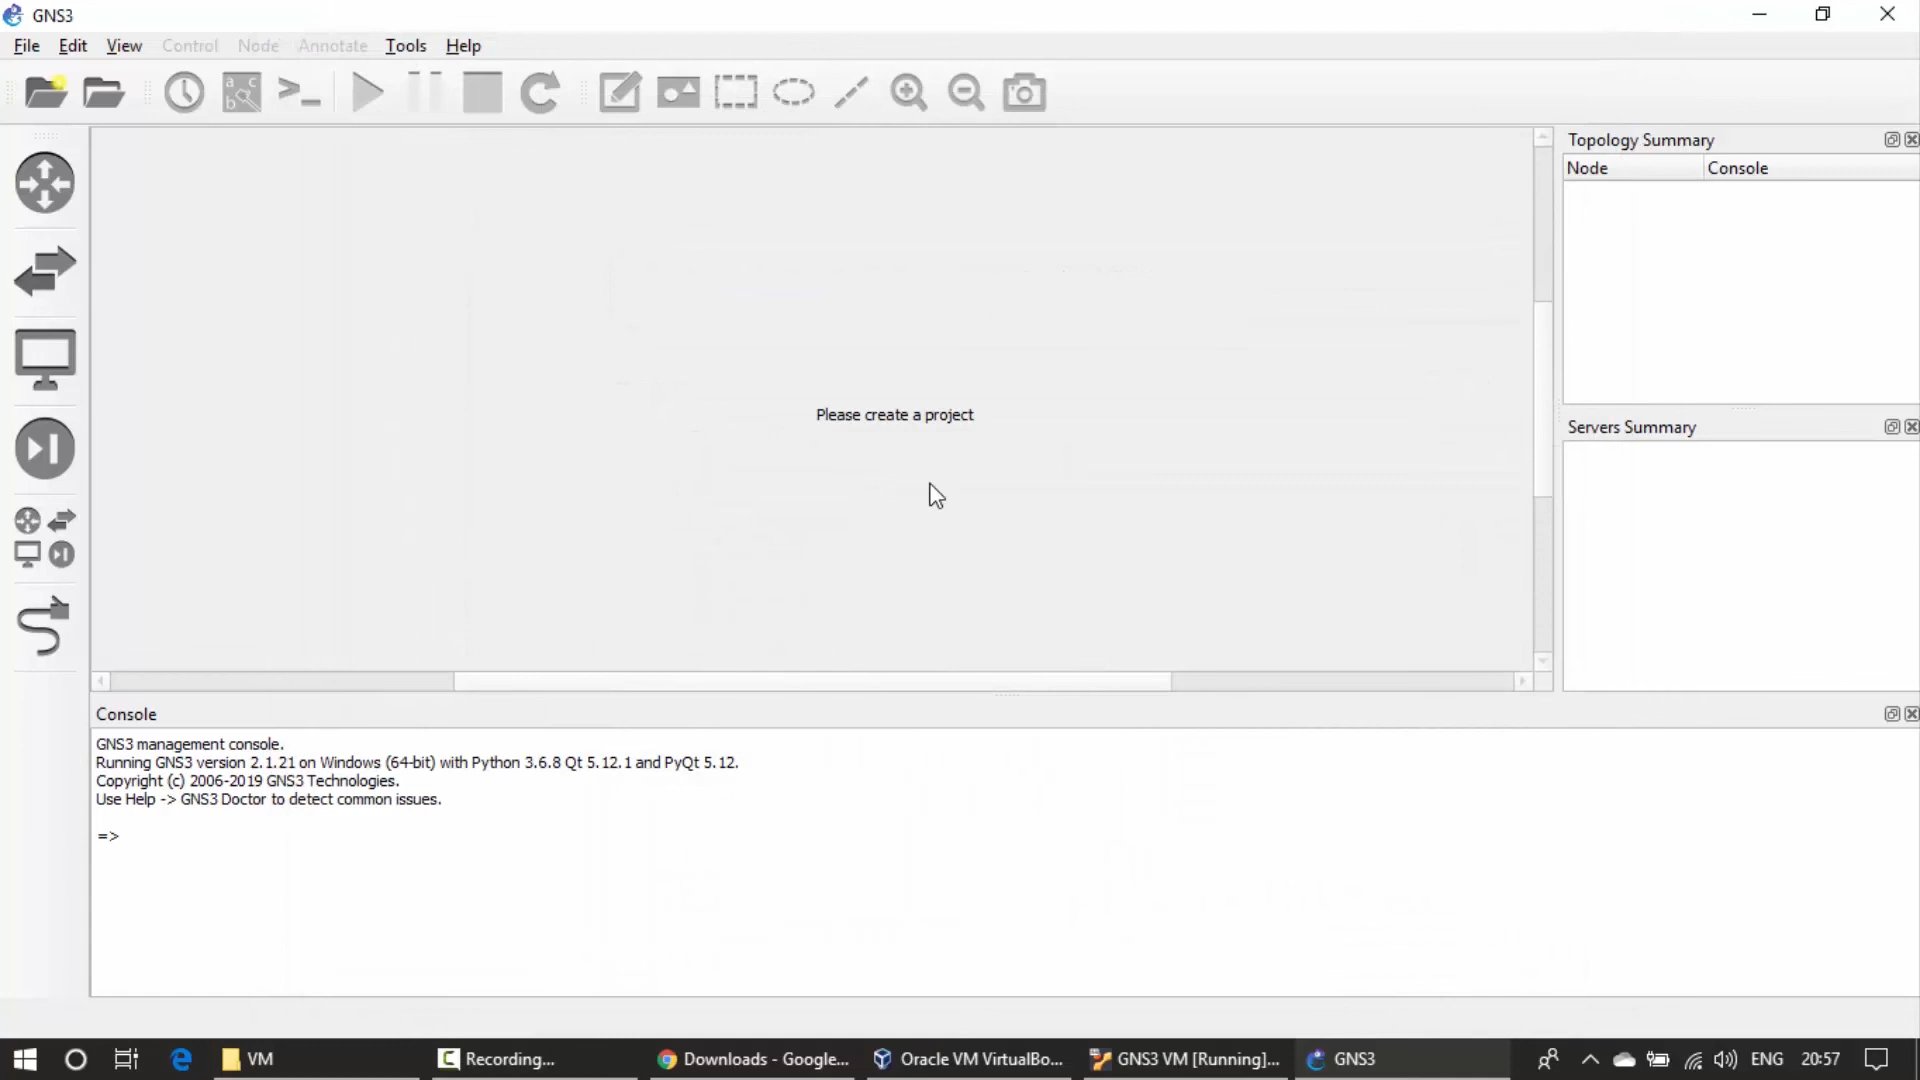 GNS3
File Edit View Control Node Annotate Tools Help
Topology Summary
Node Console
Please create a project
Servers Summary
Console
GNS3 management console.
Running GNS3 version 2.1.21 on Windows (64-bit) with Python 3.6.8 Qt 5.12.1 and PyQt 5.12.
Copyright (c) 2006-2019 GNS3 Technologies.
Use Help -> GNS3 Doctor to detect common issues.
=>
VM Recording... Downloads - Google... Oracle VM VirtualBo... GNS3 VM [Running]... GNS3 ENG 20:57